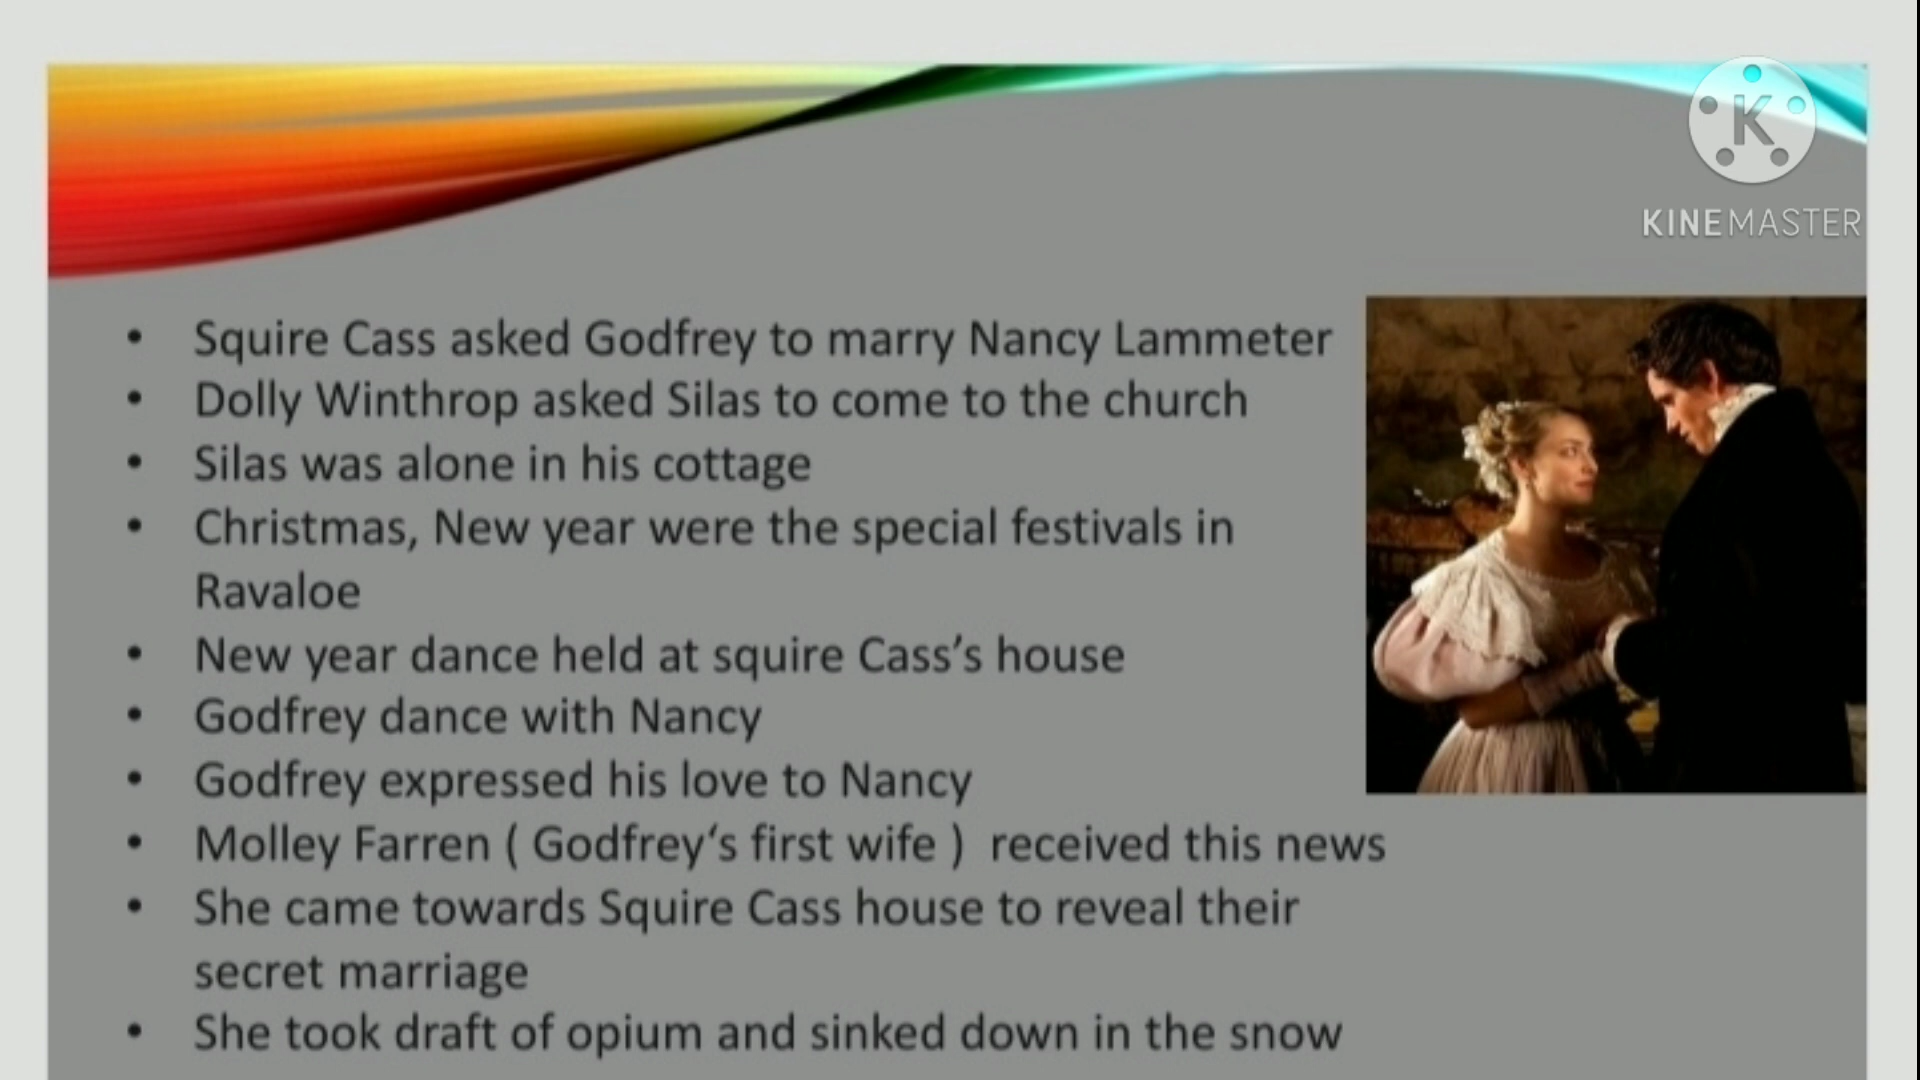 K
KINEMASTER
• Squire Cass asked Godfrey to marry Nancy Lammeter
• Dolly Winthrop asked Silas to come to the church
• Silas was alone in his cottage
• Christmas, New year were the special festivals in
Ravaloe
• New year dance held at squire Cass’s house
• Godfrey dance with Nancy
• Godfrey expressed his love to Nancy
• Molley Farren ( Godfrey‘s first wife )  received this news
• She came towards Squire Cass house to reveal their
secret marriage
• She took draft of opium and sinked down in the snow